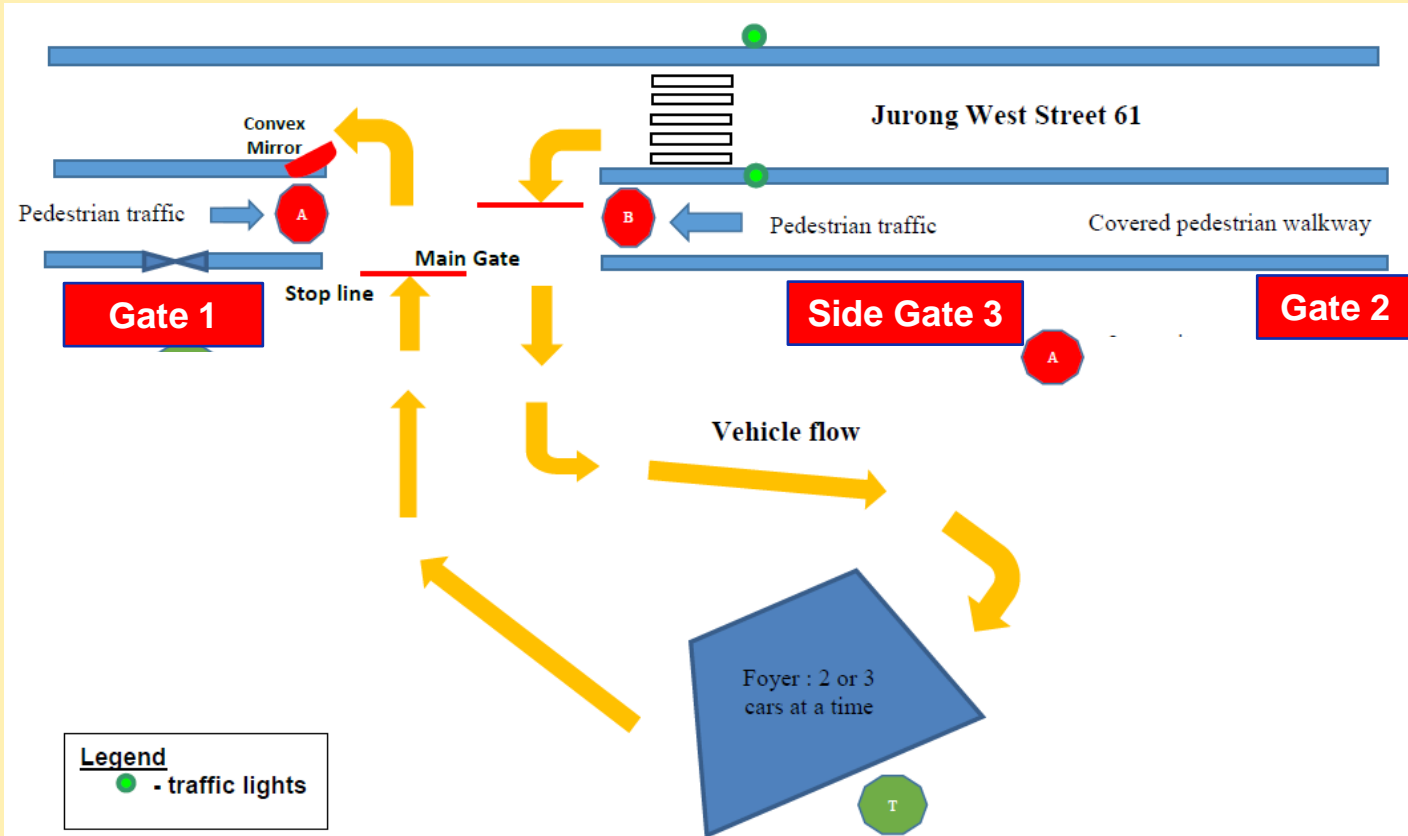 Jurong West Street 61
Convex
Mirror
Pedestrian traffic
A
B
Pedestrian traffic
Covered pedestrian walkway
Main Gate
Stop line
Gate 1
Side Gate 3
Gate 2
A
Vehicle flow
Foyer : 2 or 3
cars at a time
Legend
- traffic lights
T